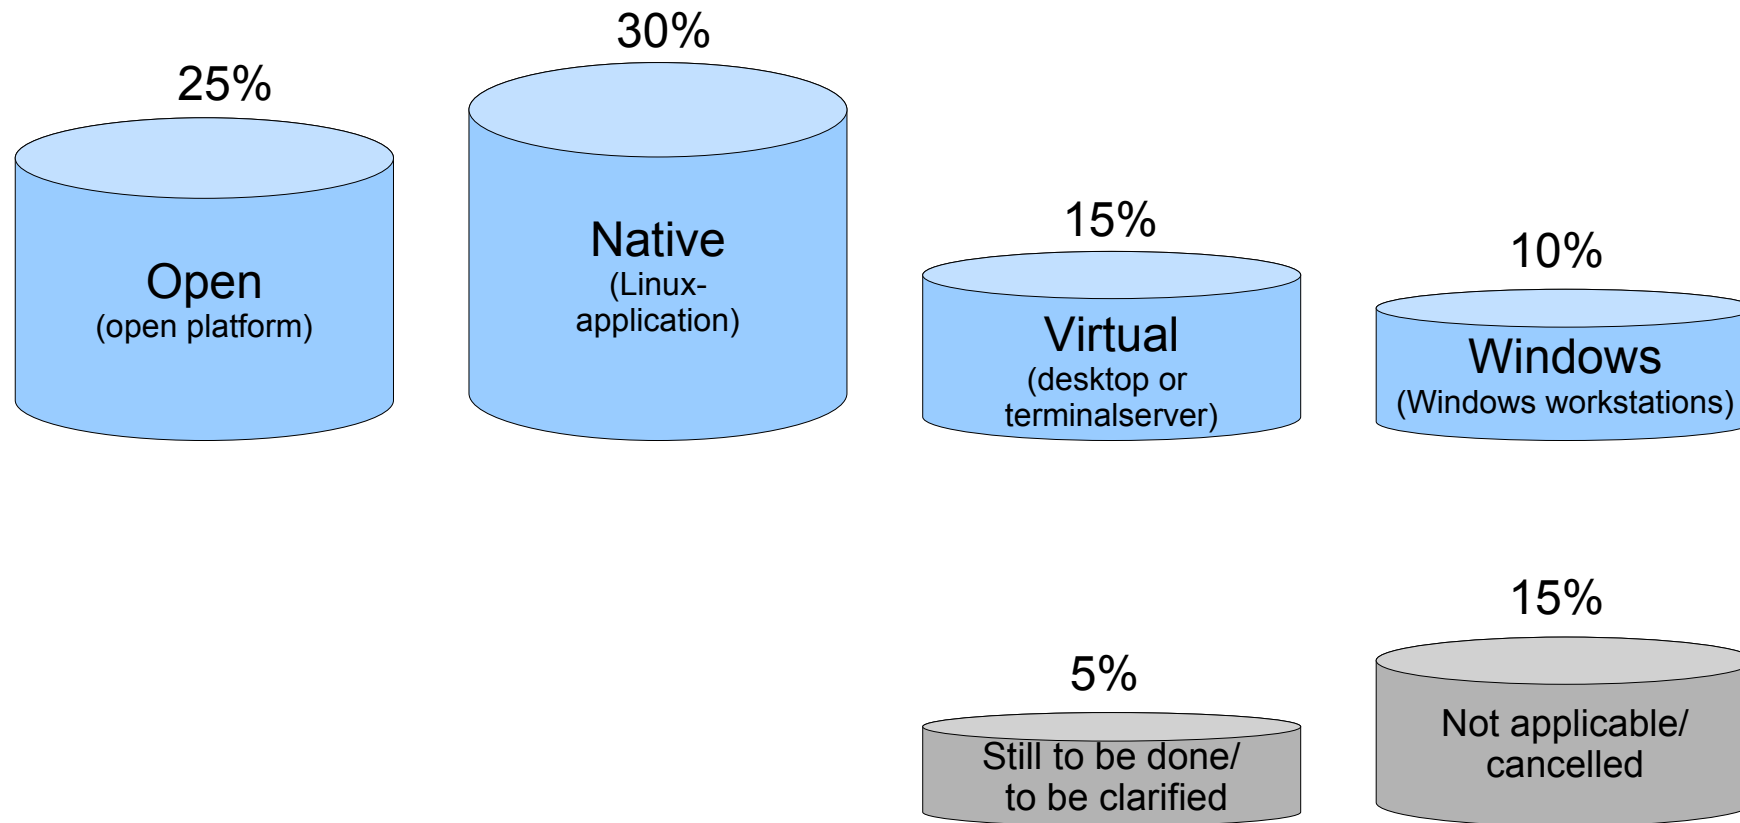 25%
Open
(open platform)
30%
Native
(Linux-
application)
15%
Virtual
(desktop or
terminalserver)
10%
Windows
(Windows workstations)
5%
Still to be done/
to be clarified
15%
Not applicable/
cancelled